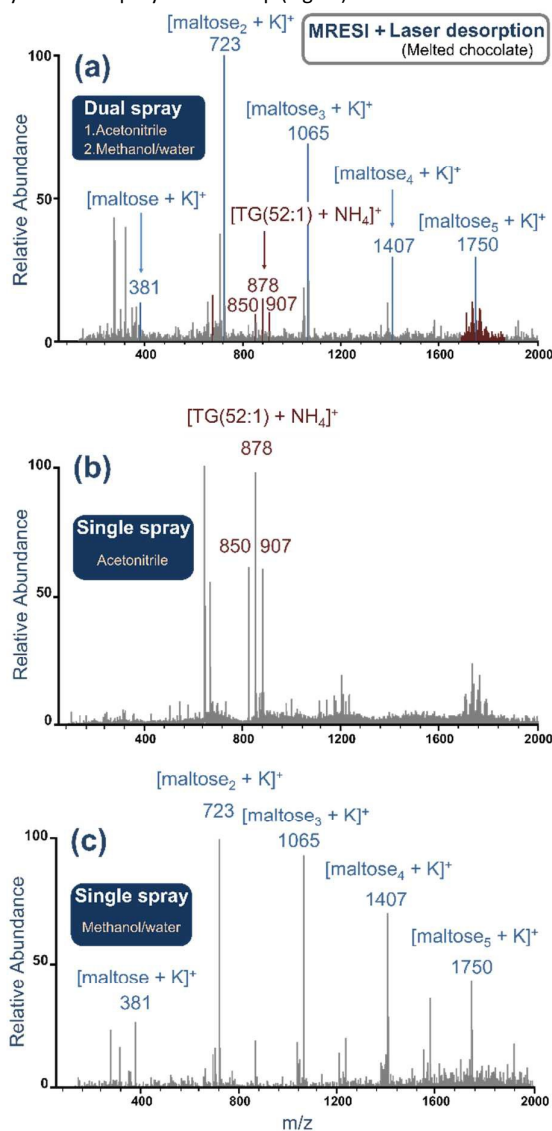 MRESI + Laser desorption
(Melted chocolate)
(a)
[maltose₂ + K]⁺
723
100
Dual spray
1.Acetonitrile
2.Methanol/water
[maltose₃ + K]⁺
1065
[maltose₄ + K]⁺
1407
[maltose₅ + K]⁺
1750
[maltose + K]⁺
381
[TG(52:1) + NH₄]⁺
878
850
907
50
0
Relative Abundance
400
800
1200
1600
2000
[TG(52:1) + NH₄]⁺
878
100
(b)
Single spray
Acetonitrile
850
907
50
0
Relative Abundance
400
800
1200
1600
2000
[maltose₂ + K]⁺
723
[maltose₃ + K]⁺
1065
100
(c)
Single spray
Methanol/water
[maltose₄ + K]⁺
1407
[maltose₅ + K]⁺
1750
[maltose + K]⁺
381
50
0
Relative Abundance
400
800
1200
1600
2000
m/z